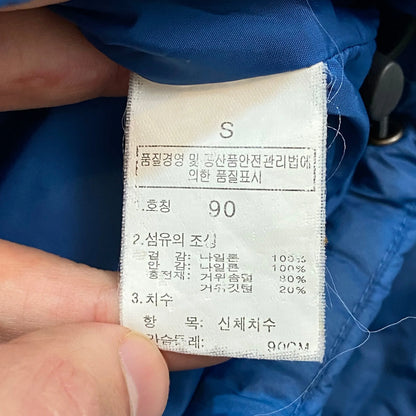 S
품질경영 및 공산품안전관리법에
의한 품질표시
1.호칭 90
2.섬유의 조성
겉 감: 나일론 100%
안 감: 나일론 100%
충전재: 거위솜털 80%
거위깃털 20%
3.치수
항 목: 신체치수
가슴둘레: 90CM